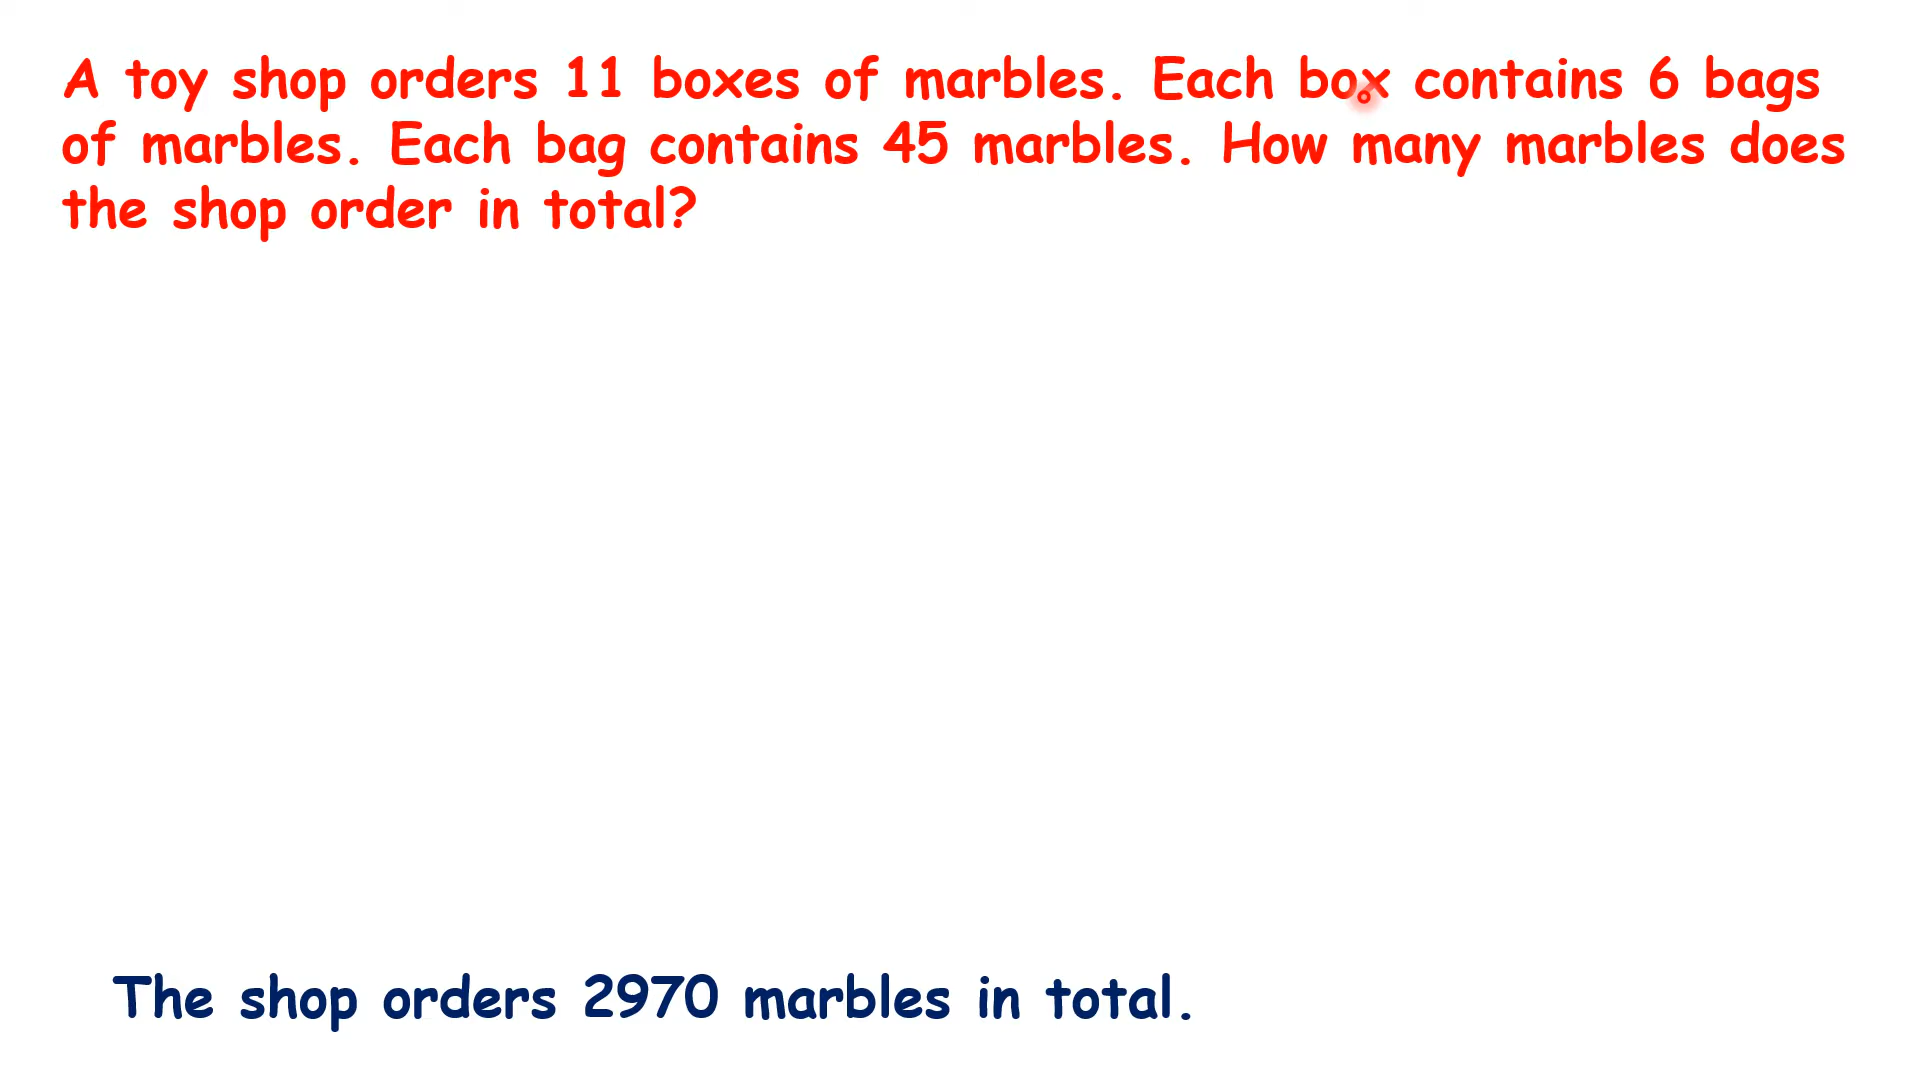 A toy shop orders 11 boxes of marbles. Each box contains 6 bags
of marbles. Each bag contains 45 marbles. How many marbles does
the shop order in total?
The shop orders 2970 marbles in total.